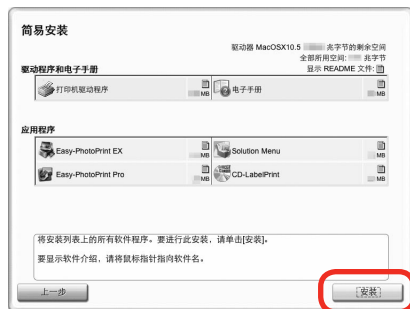 简易安装
驱动器 MacOSX10.5 兆字节的剩余空间
全部所用空间: 兆字节
显示 README 文件:
驱动程序和电子手册
打印机驱动程序 MB 电子手册 MB
应用程序
Easy-PhotoPrint EX MB Solution Menu MB
Easy-PhotoPrint Pro MB CD-LabelPrint MB
将安装列表上的所有软件程序。要进行此安装，请单击[安装]。
要显示软件介绍，请将鼠标指针指向软件名。
上一步 安装